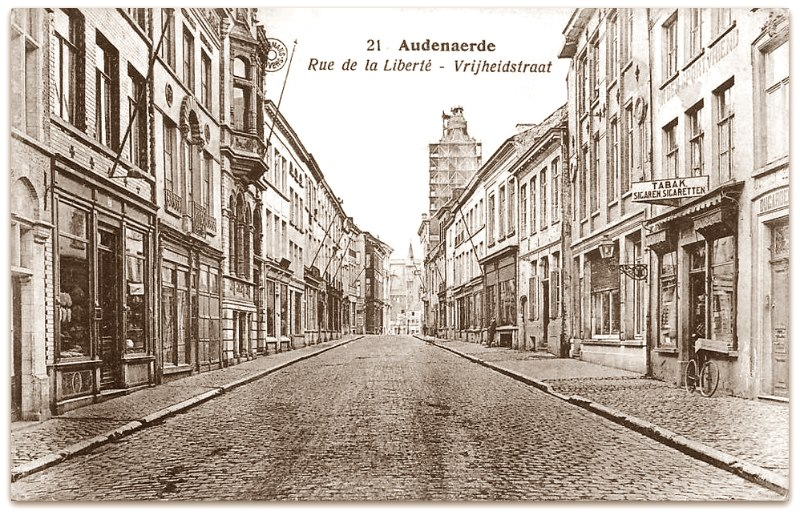 21 Audenaerde
Rue de la Liberté - Vrijheidstraat
TABAK
SIGAREN SIGARETTEN